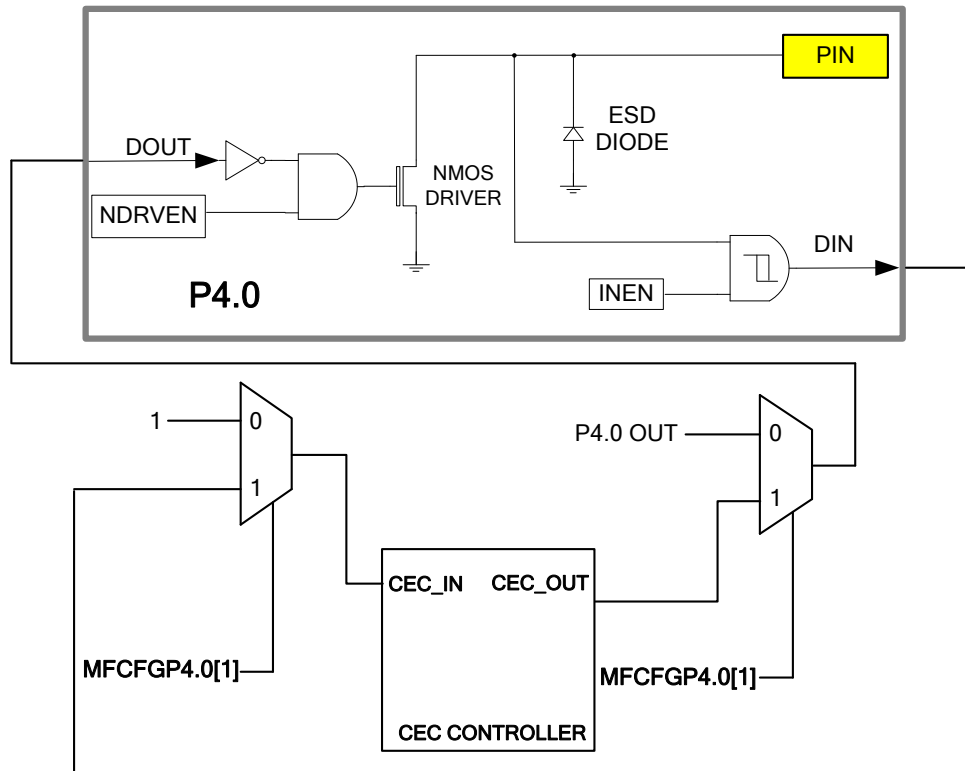 PIN
ESD
DIODE
DOUT
NMOS
DRIVER
NDRVEN
DIN
INEN
P4.0
1
0
1
P4.0 OUT
0
1
CEC_IN
CEC_OUT
MFCFGP4.0[1]
MFCFGP4.0[1]
CEC CONTROLLER